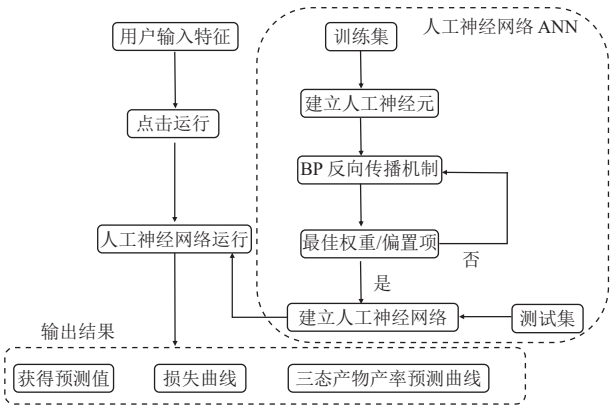 用户输入特征
点击运行
人工神经网络运行
人工神经网络 ANN
训练集
建立人工神经元
BP 反向传播机制
最佳权重/偏置项
否
是
建立人工神经网络
测试集
输出结果
获得预测值
损失曲线
三态产物产率预测曲线